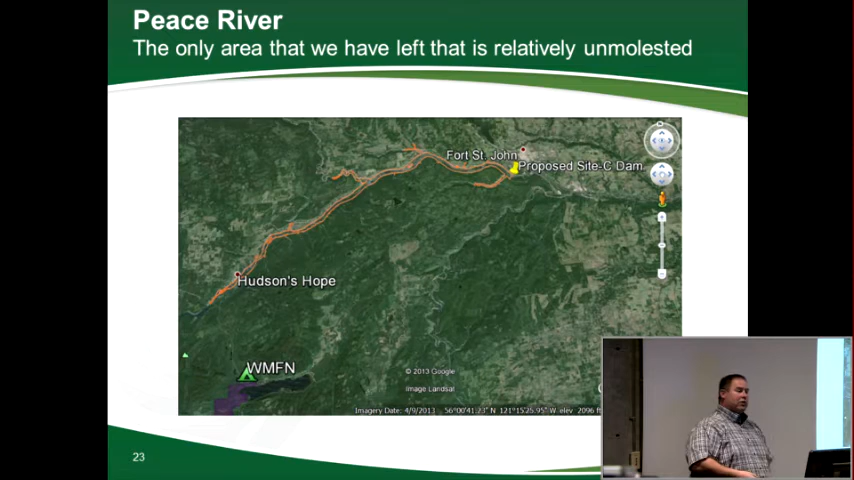 Peace River
The only area that we have left that is relatively unmolested
Fort St. John
Proposed Site-C Dam
Hudson's Hope
WMFN
© 2013 Google
Image Landsat
Imagery Date: 4/9/2013 56°00'41.23" N 121°15'25.95" W elev 2096 ft
23